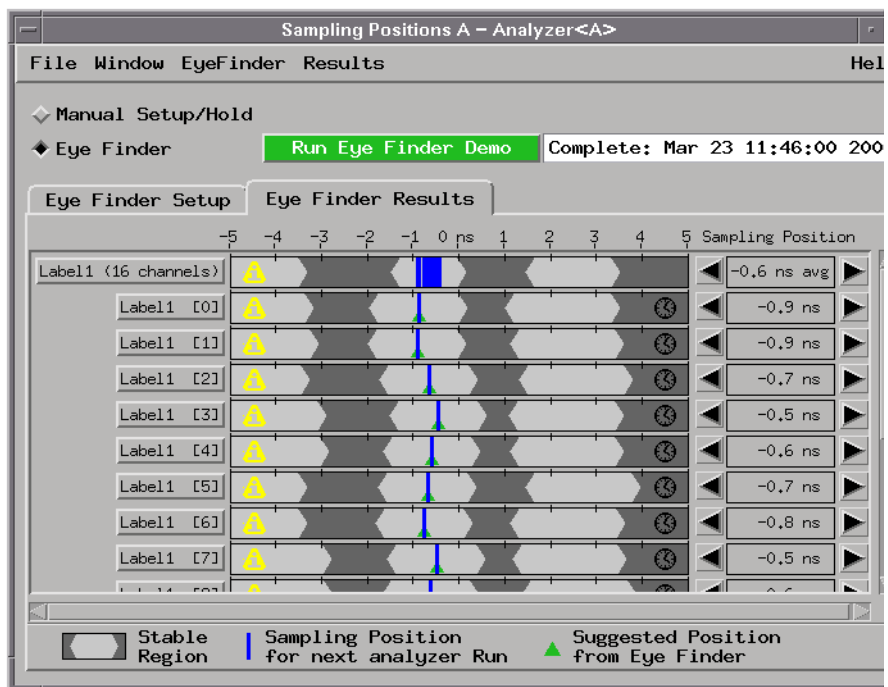 Sampling Positions A – Analyzer<A>
File Window EyeFinder Results Hel
Manual Setup/Hold
Eye Finder Run Eye Finder Demo Complete: Mar 23 11:46:00 200
Eye Finder Setup Eye Finder Results
-5 -4 -3 -2 -1 0 ns 1 2 3 4 5 Sampling Position
Label1 (16 channels) -0.6 ns avg
Label1 [0] -0.9 ns
Label1 [1] -0.9 ns
Label1 [2] -0.7 ns
Label1 [3] -0.5 ns
Label1 [4] -0.6 ns
Label1 [5] -0.7 ns
Label1 [6] -0.8 ns
Label1 [7] -0.5 ns
Stable Region
Sampling Position for next analyzer Run
Suggested Position from Eye Finder